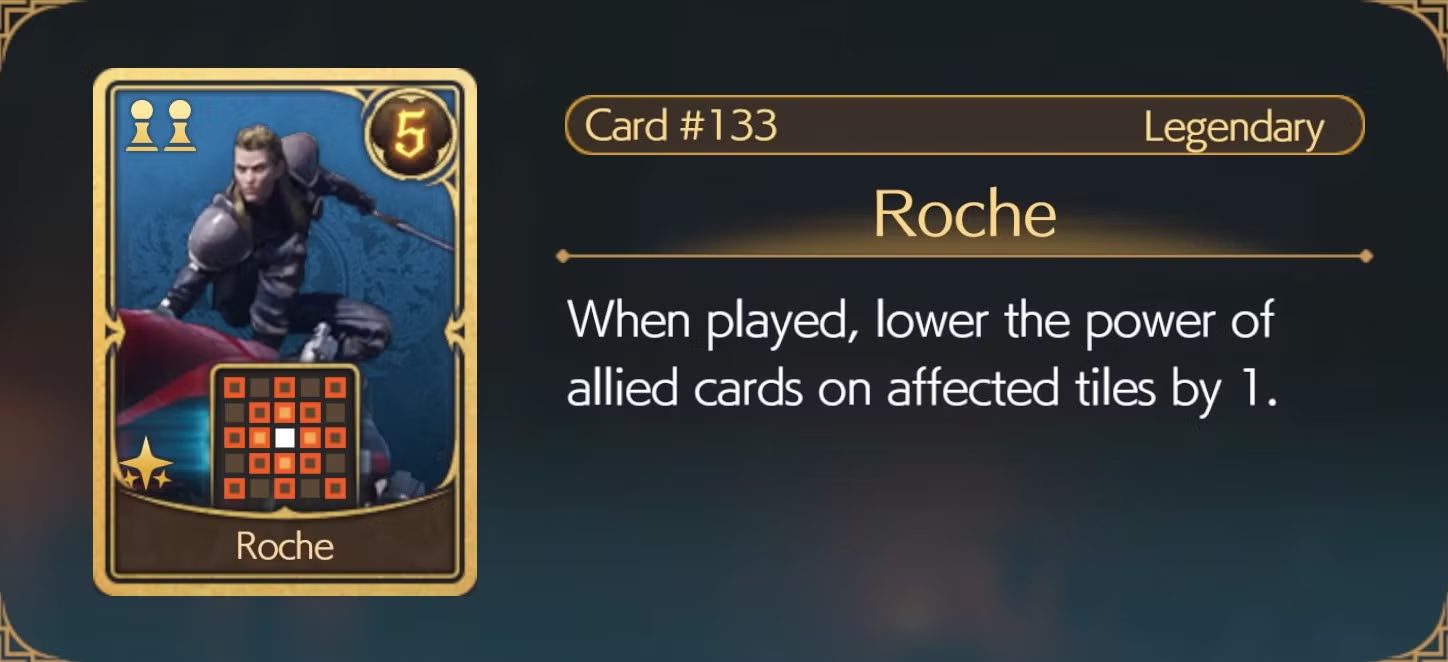 5
Roche
Card #133 Legendary
Roche
When played, lower the power of
allied cards on affected tiles by 1.